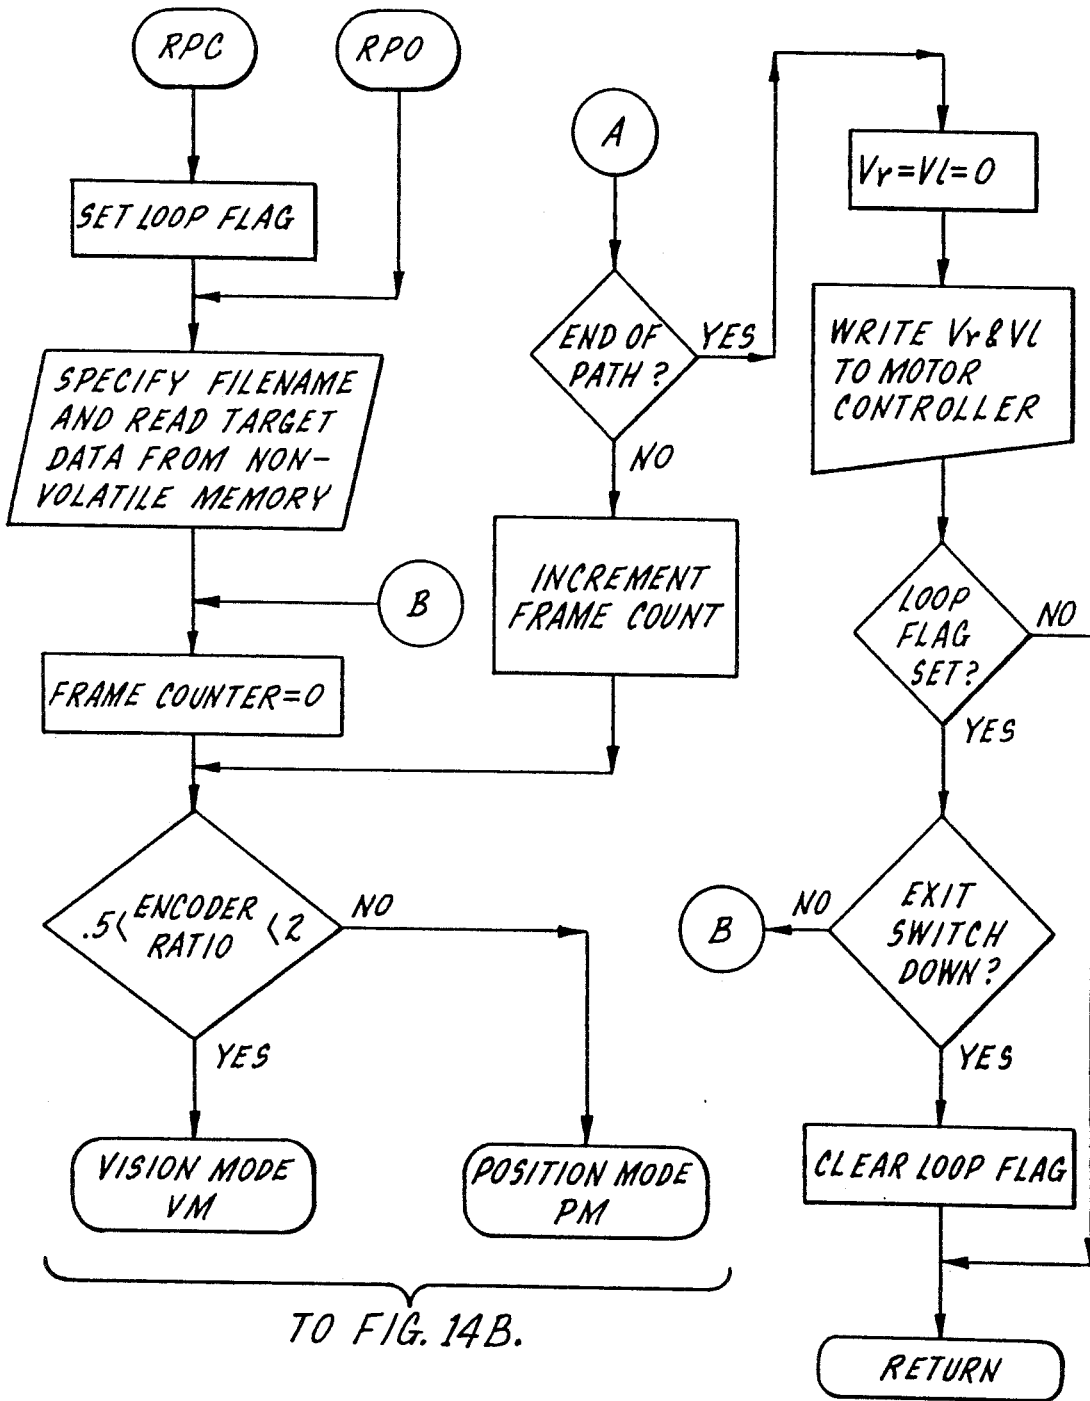 RPC
RPO
SET LOOP FLAG
SPECIFY FILENAME
AND READ TARGET
DATA FROM NON-
VOLATILE MEMORY
B
FRAME COUNTER=0
.5< ENCODER RATIO <2
NO
YES
VISION MODE
VM
POSITION MODE
PM
TO FIG. 14B.
A
END OF
PATH?
YES
NO
INCREMENT
FRAME COUNT
Vr=Vl=0
WRITE Vr&Vl
TO MOTOR
CONTROLLER
LOOP
FLAG
SET?
NO
YES
EXIT
SWITCH
DOWN?
NO
B
YES
CLEAR LOOP FLAG
RETURN